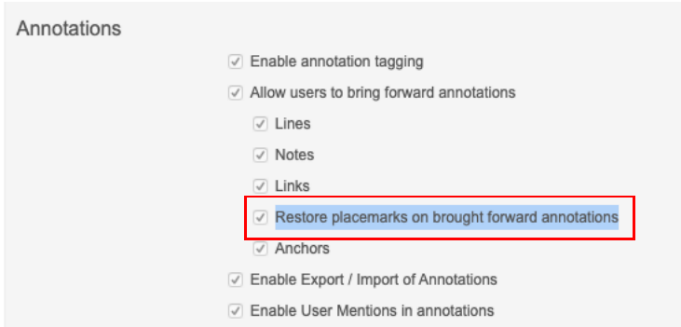 Annotations
Enable annotation tagging
Allow users to bring forward annotations
Lines
Notes
Links
Restore placemarks on brought forward annotations
Anchors
Enable Export / Import of Annotations
Enable User Mentions in annotations